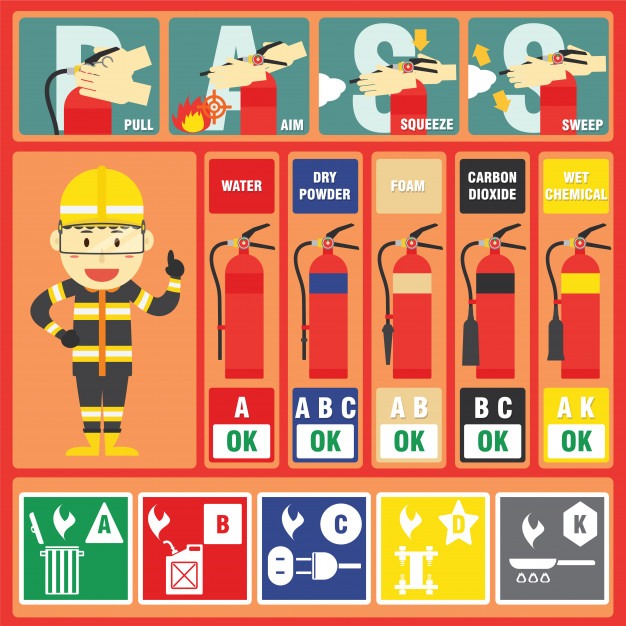 P
PULL
A
AIM
S
SQUEEZE
S
SWEEP
WATER
DRY
POWDER
FOAM
CARBON
DIOXIDE
WET
CHEMICAL
A
OK
A B C
OK
A B
OK
B C
OK
A K
OK
A
B
C
D
K